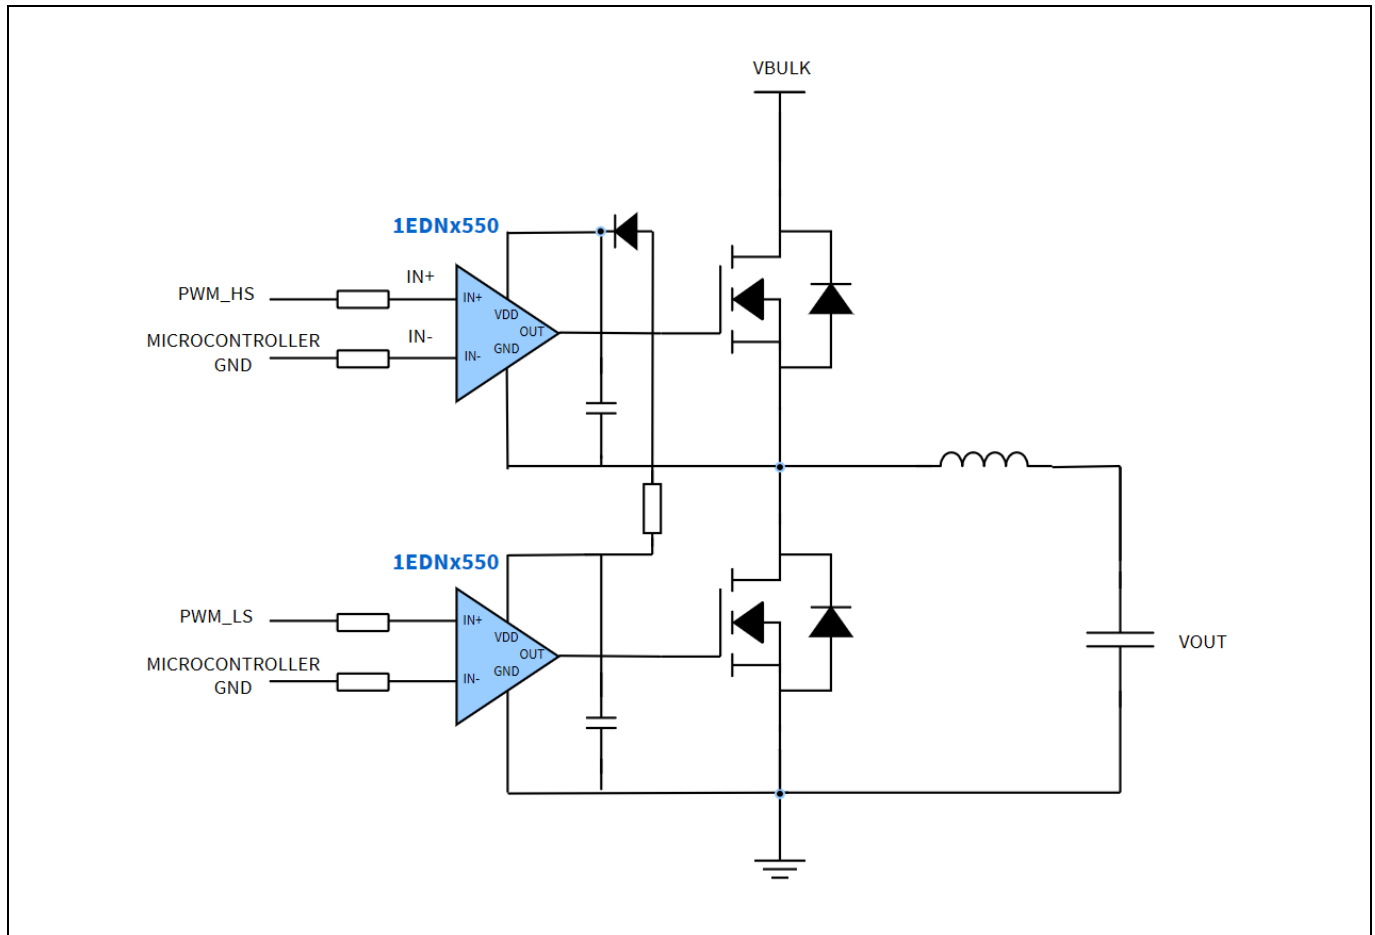 VBULK
1EDNx550
PWM_HS
IN+
IN+
VDD
OUT
MICROCONTROLLER
GND
IN-
IN-
GND
1EDNx550
PWM_LS
IN+
VDD
OUT
MICROCONTROLLER
GND
IN-
GND
VOUT